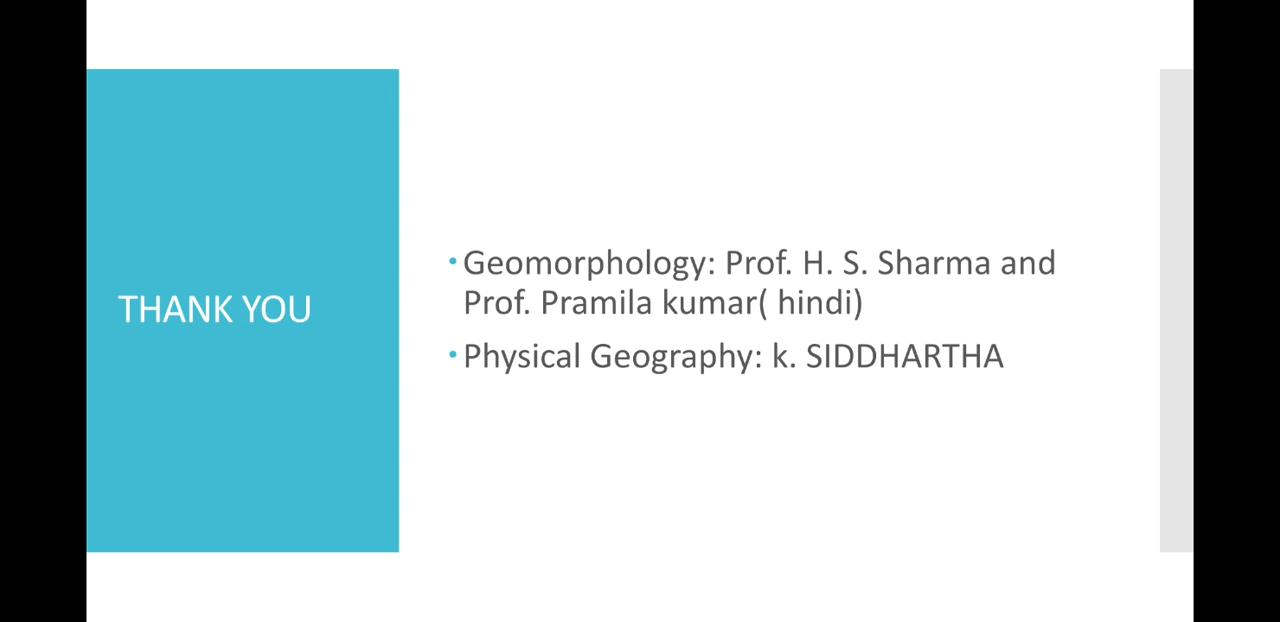 THANK YOU
• Geomorphology: Prof. H. S. Sharma and
Prof. Pramila kumar( hindi)
• Physical Geography: k. SIDDHARTHA